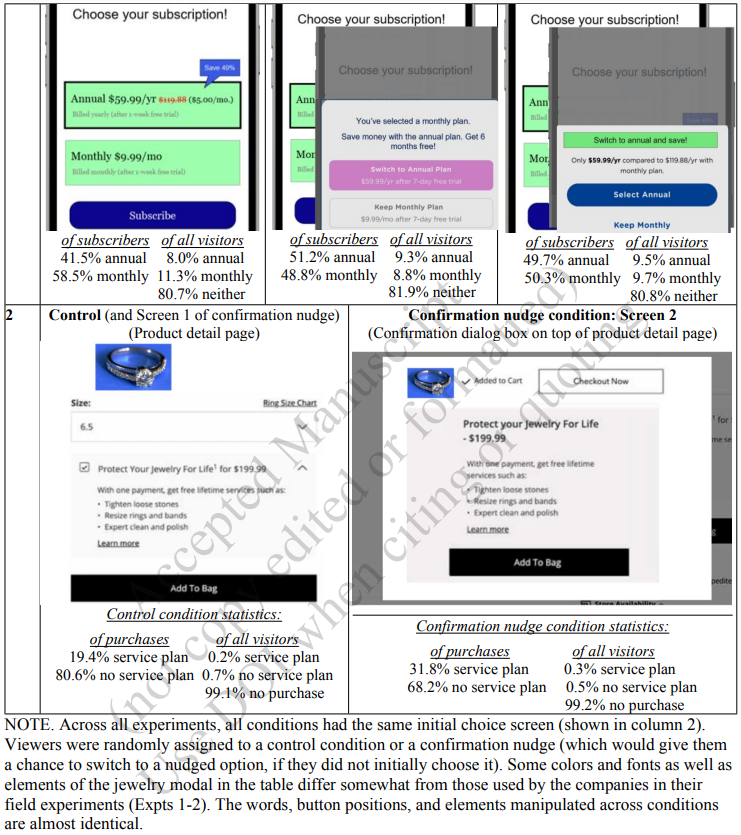 Choose your subscription!
Save 49%
Annual $59.99/yr $119.88 ($5.00/mo.)
Billed yearly (after 1-week free trial)
Monthly $9.99/mo
Billed monthly (after 1-week free trial)
Subscribe
of subscribers of all visitors
41.5% annual 8.0% annual
58.5% monthly 11.3% monthly
80.7% neither
Choose your subscription!
Choose your subscription!
Ann
Billed
Mon
Billed
You've selected a monthly plan.
Save money with the annual plan. Get 6
months free!
Switch to Annual Plan
$59.99/yr after 7-day free trial
Keep Monthly Plan
$9.99/mo after 7-day free trial
of subscribers of all visitors
51.2% annual 9.3% annual
48.8% monthly 8.8% monthly
81.9% neither
Choose your subscription!
Choose your subscription!
Ann
Billed
Mon
Billed
Switch to annual and save!
Only $59.99/yr compared to $119.88/yr with
monthly plan.
Select Annual
Keep Monthly
of subscribers of all visitors
49.7% annual 9.5% annual
50.3% monthly 9.7% monthly
80.8% neither
2
Control (and Screen 1 of confirmation nudge)
(Product detail page)
Size:
Ring Size Chart
6.5
Protect Your Jewelry For Life¹ for $199.99
With one payment, get free lifetime services such as:
• Tighten loose stones
• Resize rings and bands
• Expert clean and polish
Learn more
Add To Bag
Control condition statistics:
of purchases of all visitors
19.4% service plan 0.2% service plan
80.6% no service plan 0.7% no service plan
99.1% no purchase
Confirmation nudge condition: Screen 2
(Confirmation dialog box on top of product detail page)
Added to Cart
Checkout Now
Protect your Jewelry For Life
- $199.99
With one payment, get free lifetime
services such as:
• Tighten loose stones
• Resize rings and bands
• Expert clean and polish
Learn more
Add To Bag
Store Availability
Confirmation nudge condition statistics:
of purchases of all visitors
31.8% service plan 0.3% service plan
68.2% no service plan 0.5% no service plan
99.2% no purchase
NOTE. Across all experiments, all conditions had the same initial choice screen (shown in column 2).
Viewers were randomly assigned to a control condition or a confirmation nudge (which would give them
a chance to switch to a nudged option, if they did not initially choose it). Some colors and fonts as well as
elements of the jewelry modal in the table differ somewhat from those used by the companies in their
field experiments (Expts 1-2). The words, button positions, and elements manipulated across conditions
are almost identical.
Accepted Manuscript
(not copy edited or formatted)
Use DOI when citing or quoting